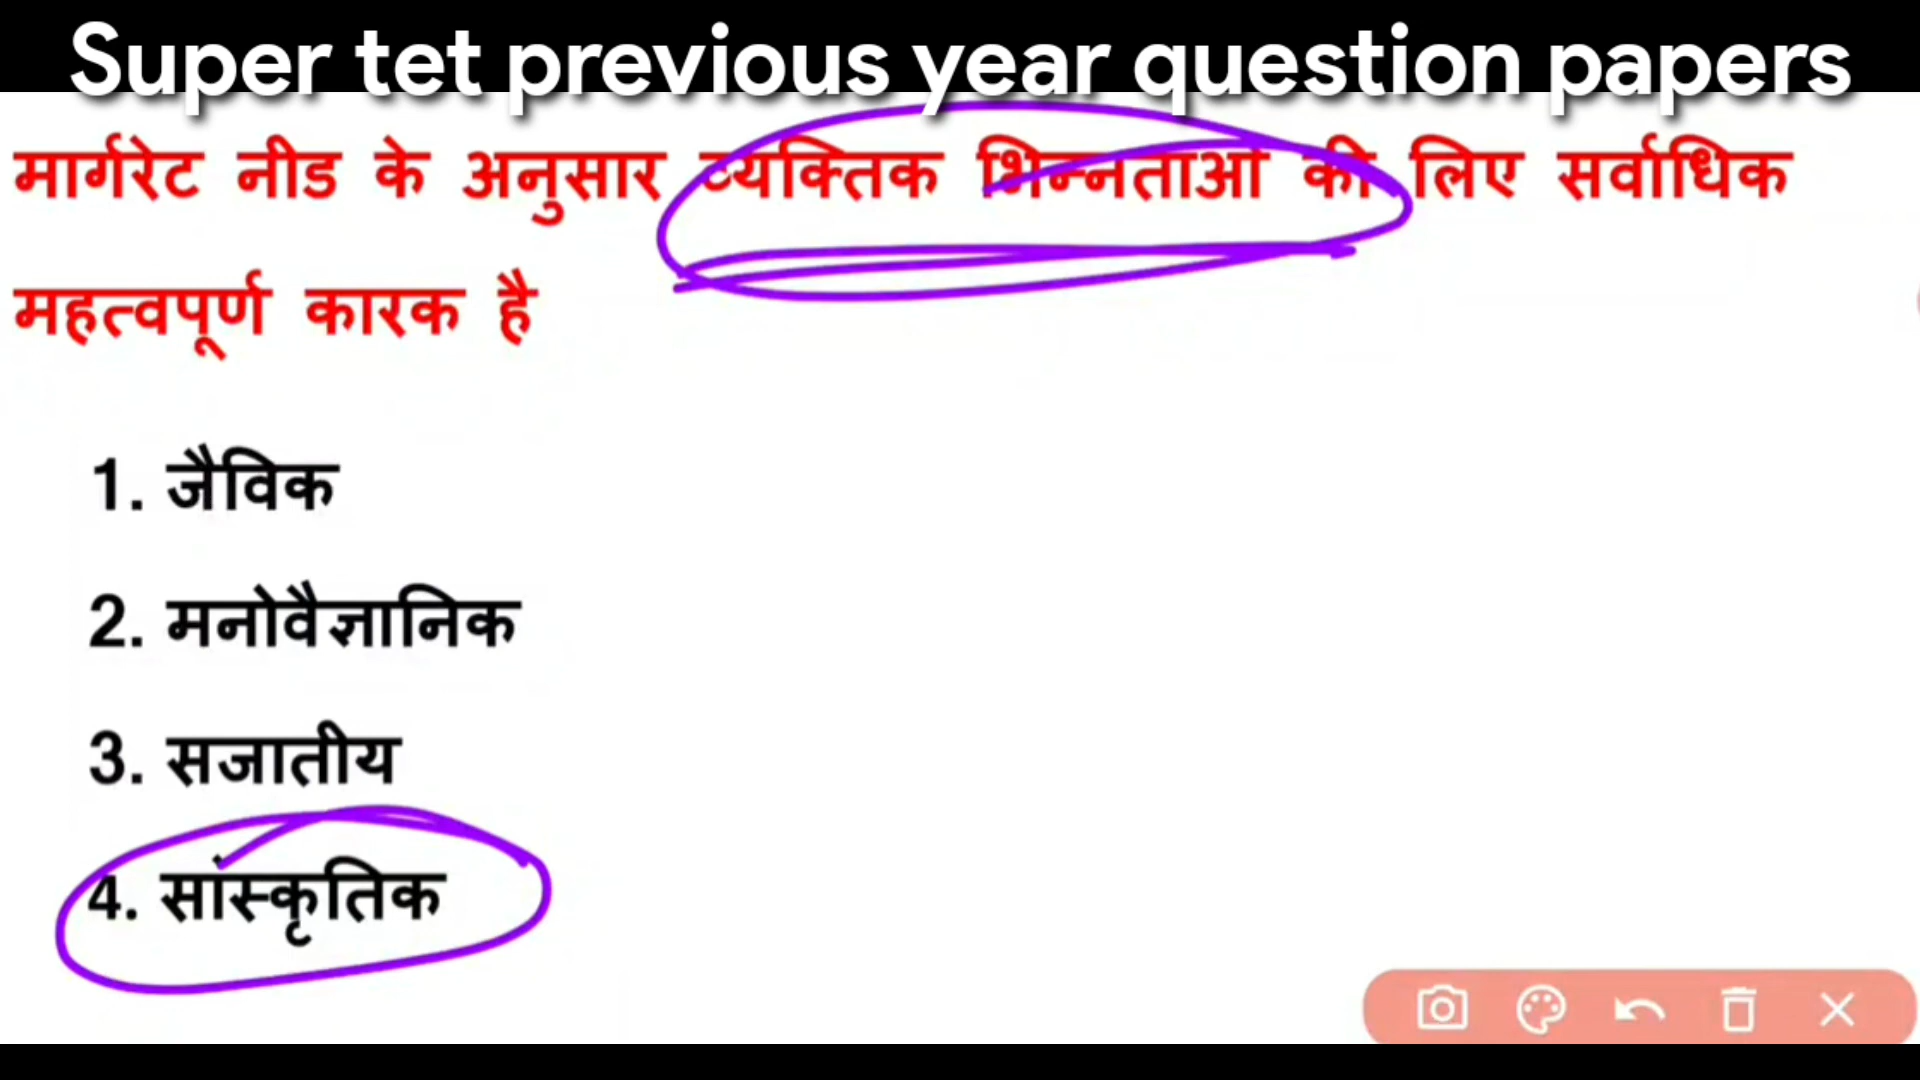 Super tet previous year question papers
मार्गरेट नीड के अनुसार व्यक्तिक भिन्नताओं की लिए सर्वाधिक
महत्वपूर्ण कारक है
1. जैविक
2. मनोवैज्ञानिक
3. सजातीय
4. सांस्कृतिक